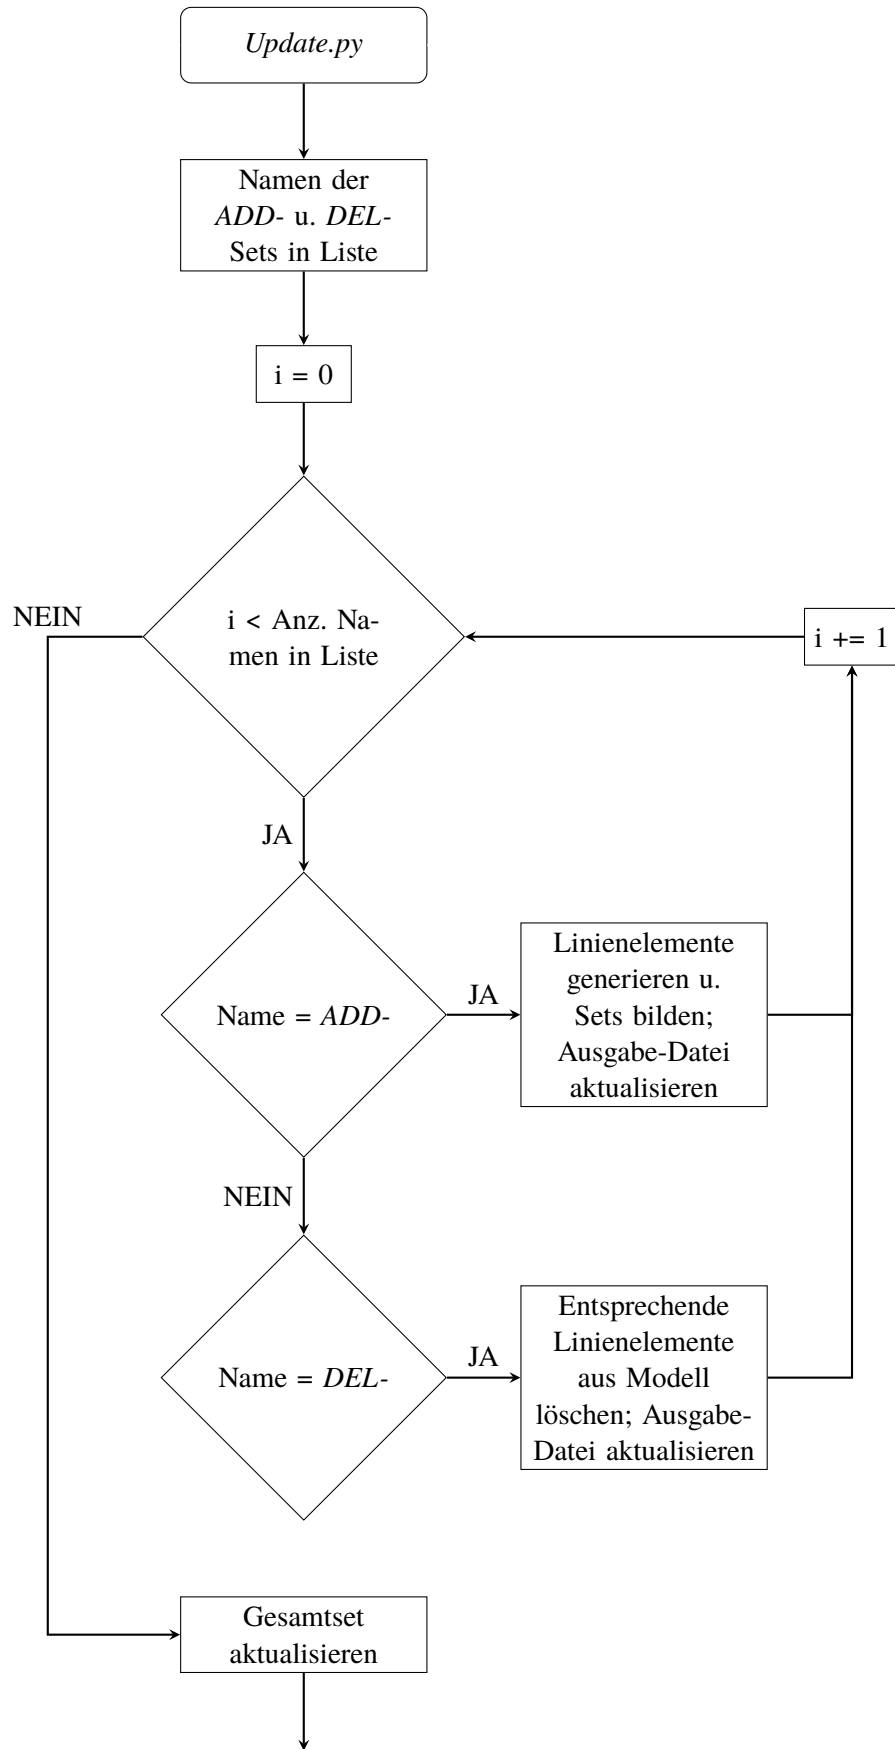 Update.py
Namen der
ADD- u. DEL-
Sets in Liste
i = 0
NEIN
i < Anz. Na-
men in Liste
i += 1
JA
Name = ADD-
JA
Linienelemente
generieren u.
Sets bilden;
Ausgabe-Datei
aktualisieren
NEIN
Name = DEL-
JA
Entsprechende
Linienelemente
aus Modell
löschen; Ausgabe-
Datei aktualisieren
Gesamtset
aktualisieren